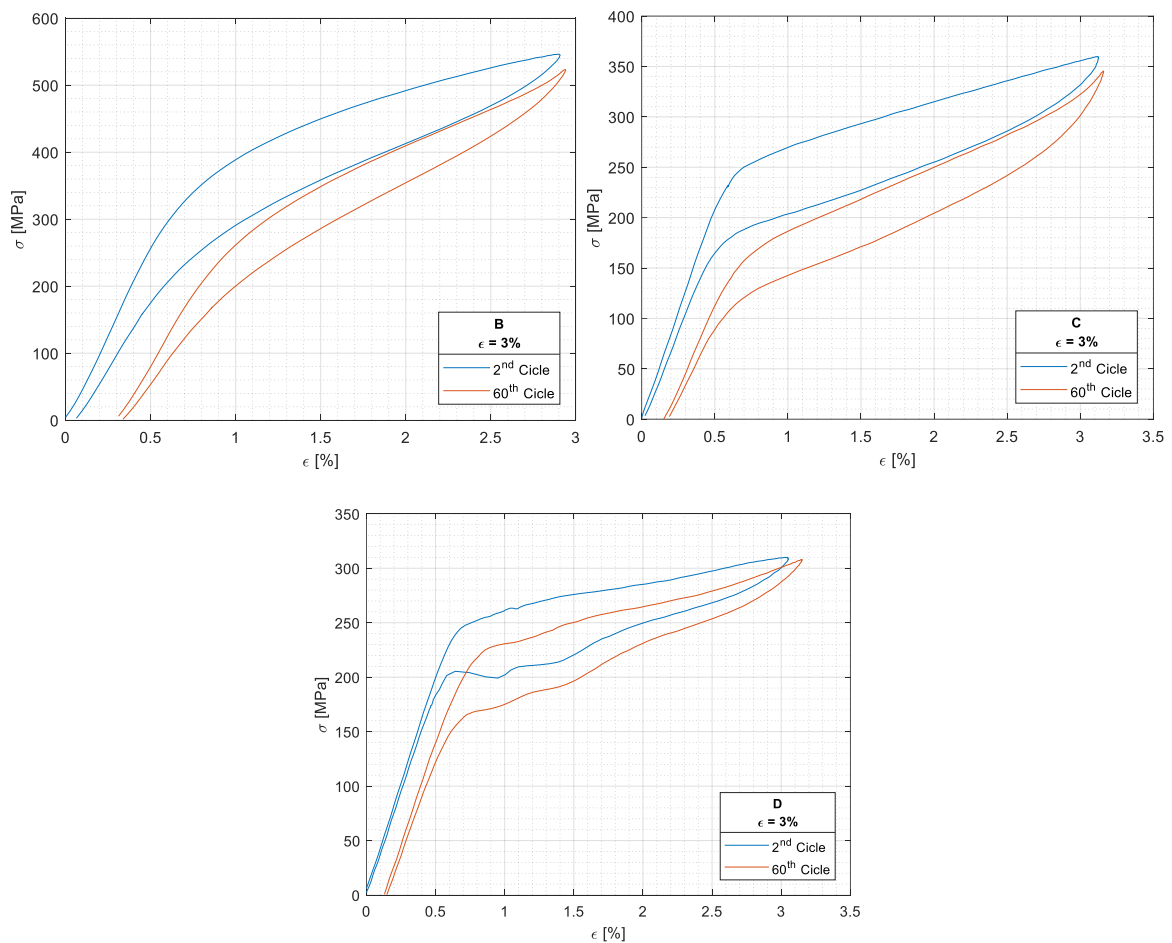 600
500
400
300
200
100
0
σ [MPa]
0 0.5 1 1.5 2 2.5 3
ϵ [%]
B
ϵ = 3%
2nd Cicle
60th Cicle
400
350
300
250
200
150
100
50
0
σ [MPa]
0 0.5 1 1.5 2 2.5 3 3.5
ϵ [%]
C
ϵ = 3%
2nd Cicle
60th Cicle
350
300
250
200
150
100
50
0
σ [MPa]
0 0.5 1 1.5 2 2.5 3 3.5
ϵ [%]
D
ϵ = 3%
2nd Cicle
60th Cicle